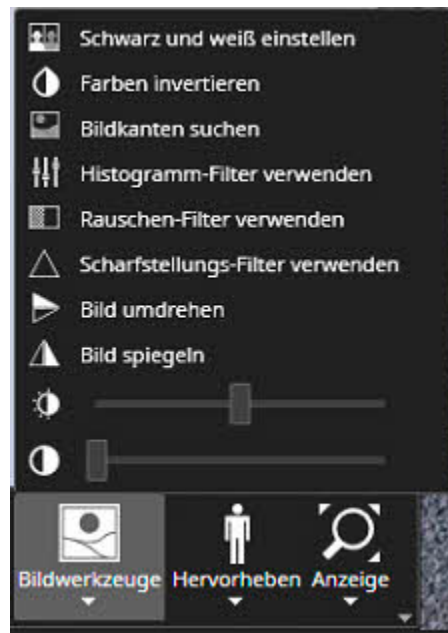 Schwarz und weiß einstellen
Farben invertieren
Bildkanten suchen
Histogramm-Filter verwenden
Rauschen-Filter verwenden
Scharfstellungs-Filter verwenden
Bild umdrehen
Bild spiegeln
Bildwerkzeuge Hervorheben Anzeige